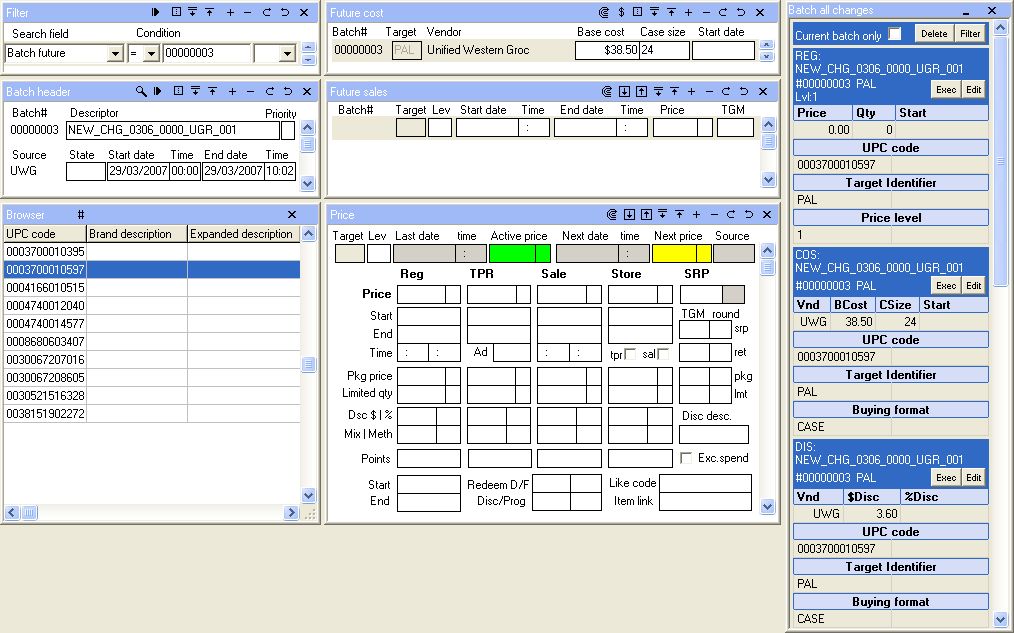 Filter
Search field Condition
Batch future = 00000003
Batch header
Batch# Descriptor Priority
00000003 NEW_CHG_0306_0000_UGR_001
Source State Start date Time End date Time
UWG 29/03/2007 00:00 29/03/2007 10:02
Browser #
UPC code Brand description Expanded description
0003700010395
0003700010597
0004166010515
0004740012040
0004740014577
0008680603407
0030067207016
0030067208605
0030521516328
0038151902272
Future cost
Batch# Target Vendor Base cost Case size Start date
00000003 PAL Unified Western Groc $38.50 24
Future sales
Batch# Target Lev Start date Time End date Time Price TGM
: :
Price
Target Lev Last date time Active price Next date time Next price Source
: :
Reg TPR Sale Store SRP
Price
Start TGM round
End srp
Time : : Ad : : tpr sal ret
Pkg price pkg
Limited qty lmt
Dsc $ | % Disc desc.
Mix | Meth
Points Exc.spend
Start Redeem D/F Like code
End Disc/Prog Item link
Batch all changes
Current batch only Delete Filter
REG:
NEW_CHG_0306_0000_UGR_001
#00000003 PAL
Lvl:1 Exec Edit
Price Qty Start
0.00 0
UPC code
0003700010597
Target Identifier
PAL
Price level
1
COS:
NEW_CHG_0306_0000_UGR_001
#00000003 PAL Exec Edit
Vnd BCost CSize Start
UWG 38.50 24
UPC code
0003700010597
Target Identifier
PAL
Buying format
CASE
DIS:
NEW_CHG_0306_0000_UGR_001
#00000003 PAL Exec Edit
Vnd $Disc %Disc
UWG 3.60
UPC code
0003700010597
Target Identifier
PAL
Buying format
CASE